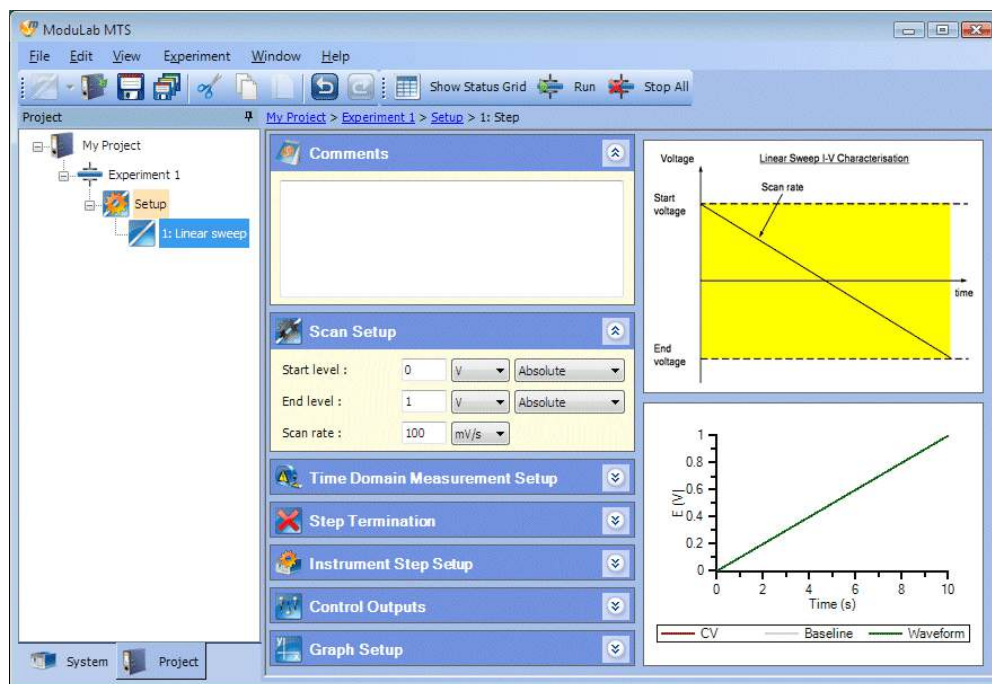 ModuLab MTS
File Edit View Experiment Window Help
Show Status Grid Run Stop All
Project
My Project > Experiment 1 > Setup > 1: Step
My Project
Experiment 1
Setup
1: Linear sweep
Comments
Scan Setup
Start level : 0 V Absolute
End level : 1 V Absolute
Scan rate : 100 mV/s
Time Domain Measurement Setup
Step Termination
Instrument Step Setup
Control Outputs
Graph Setup
System Project
Voltage
Linear Sweep I-V Characterisation
Scan rate
Start
voltage
time
End
voltage
E (V)
1
0.8
0.6
0.4
0.2
0
0 2 4 6 8 10
Time (s)
CV Baseline Waveform